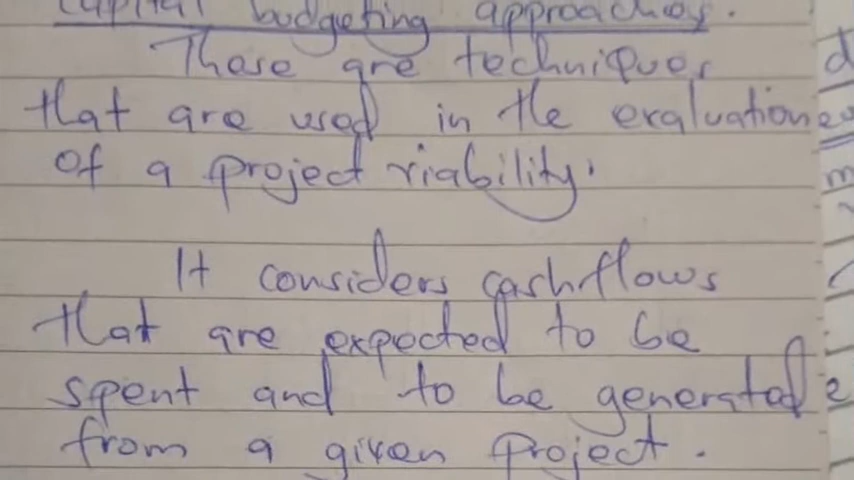 capital budgeting approaches.
These are techniques
that are used in the evaluation
of a project viability.
It considers cashflows
that are expected to be
spent and to be generated
from a given project.